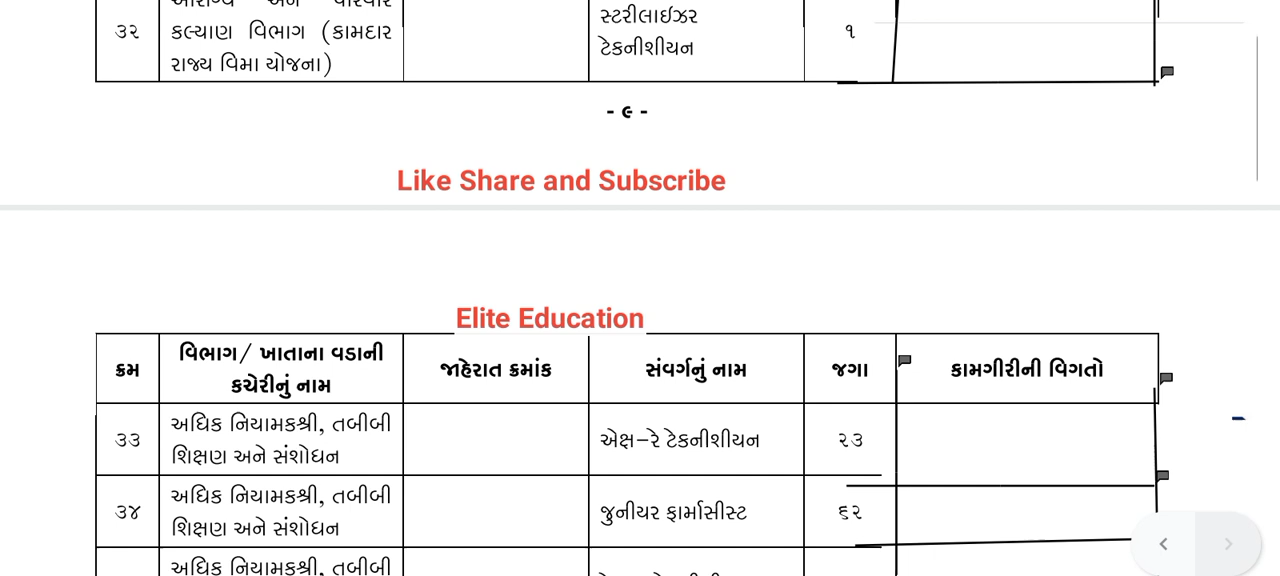 ૩૨
કલ્યાણ વિભાગ (કામદાર
રાજ્ય વિમા યોજના)
સ્ટરીલાઈઝર
ટેકનીશીયન
૧
- ૯ -
Like Share and Subscribe
Elite Education
ક્રમ
વિભાગ/ ખાતાના વડાની
કચેરીનું નામ
જાહેરાત ક્રમાંક
સંવર્ગનું નામ
જગા
કામગીરીની વિગતો
૩૩
અધિક નિયામકશ્રી, તબીબી
શિક્ષણ અને સંશોધન
એક્ષ–રે ટેકનીશીયન
૨૩
૩૪
અધિક નિયામકશ્રી, તબીબી
શિક્ષણ અને સંશોધન
જુનીયર ફાર્માસીસ્ટ
૬૨
અધિક નિયામકશ્રી, તબીબી